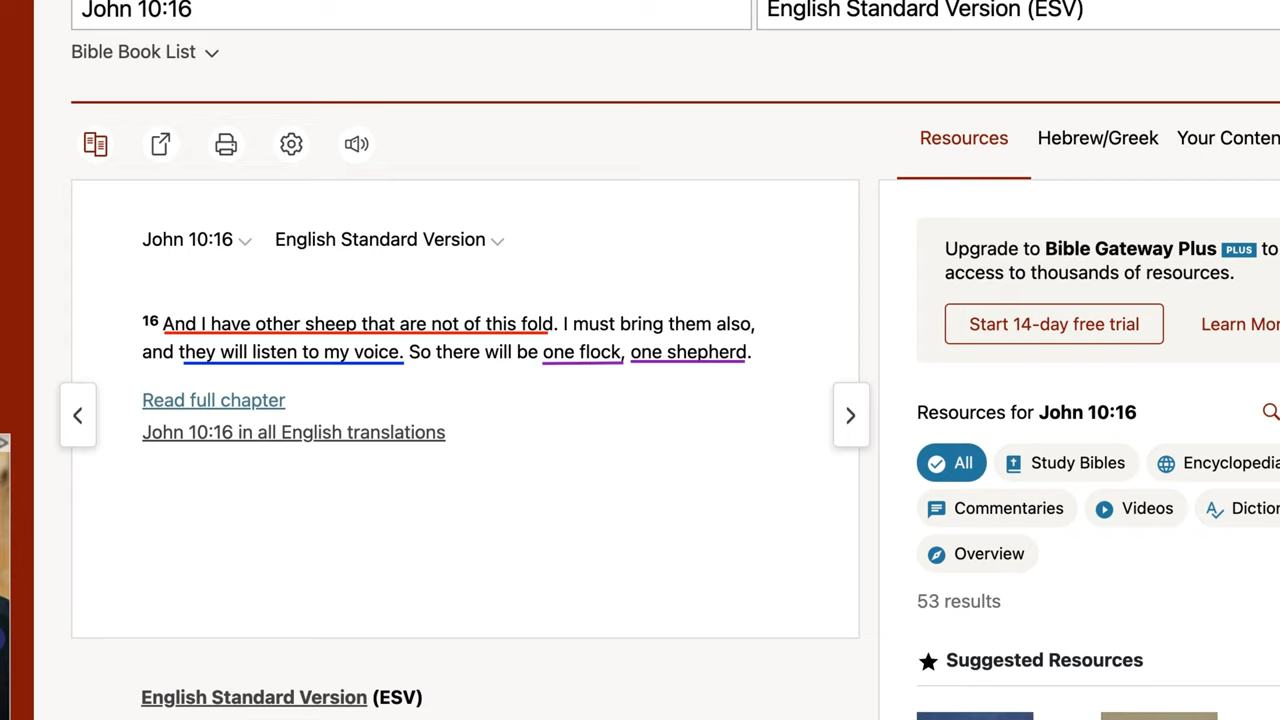 John 10:16
English Standard Version (ESV)
Bible Book List
Resources
Hebrew/Greek
Your Conten
John 10:16
English Standard Version
16 And I have other sheep that are not of this fold. I must bring them also,
and they will listen to my voice. So there will be one flock, one shepherd.
Read full chapter
John 10:16 in all English translations
English Standard Version (ESV)
Upgrade to Bible Gateway Plus PLUS to
access to thousands of resources.
Start 14-day free trial
Learn Mor
Resources for John 10:16
All
Study Bibles
Encyclopedia
Commentaries
Videos
Diction
Overview
53 results
Suggested Resources